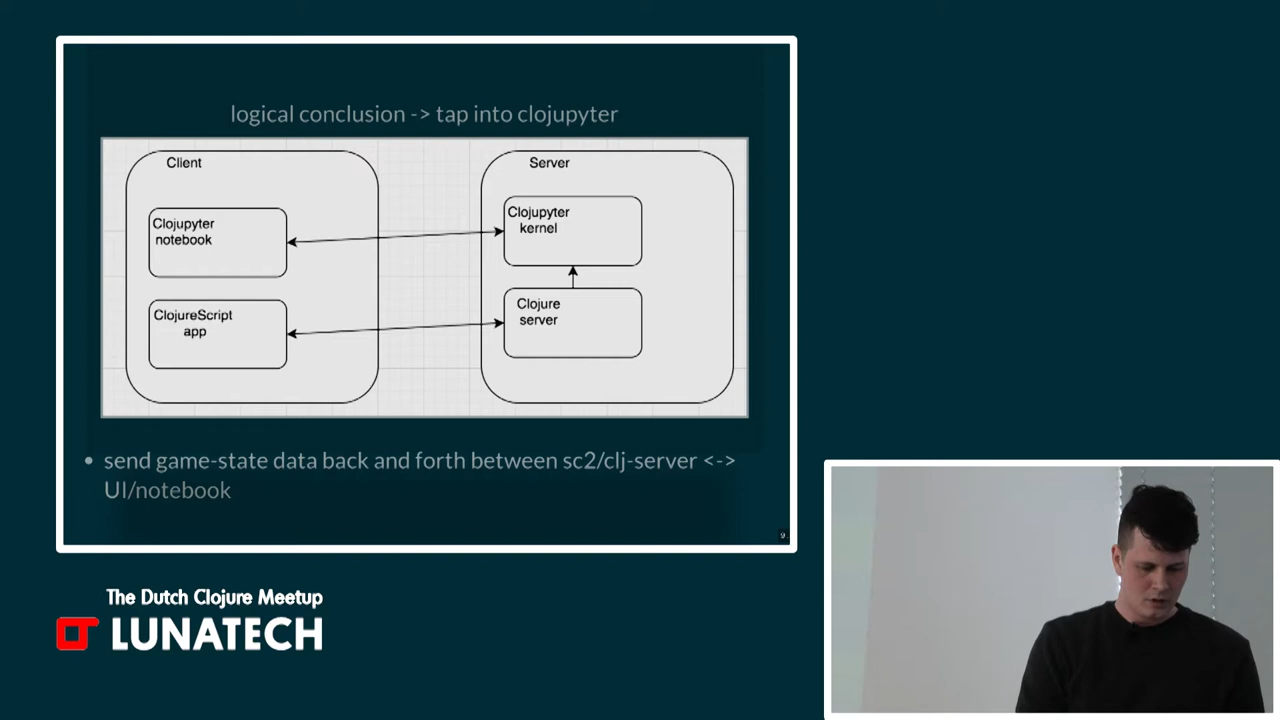 logical conclusion -> tap into clojupyter
Client
Server
Clojupyter
notebook
Clojupyter
kernel
ClojureScript
app
Clojure
server
• send game-state data back and forth between sc2/clj-server <->
UI/notebook
9
The Dutch Clojure Meetup
LUNATECH